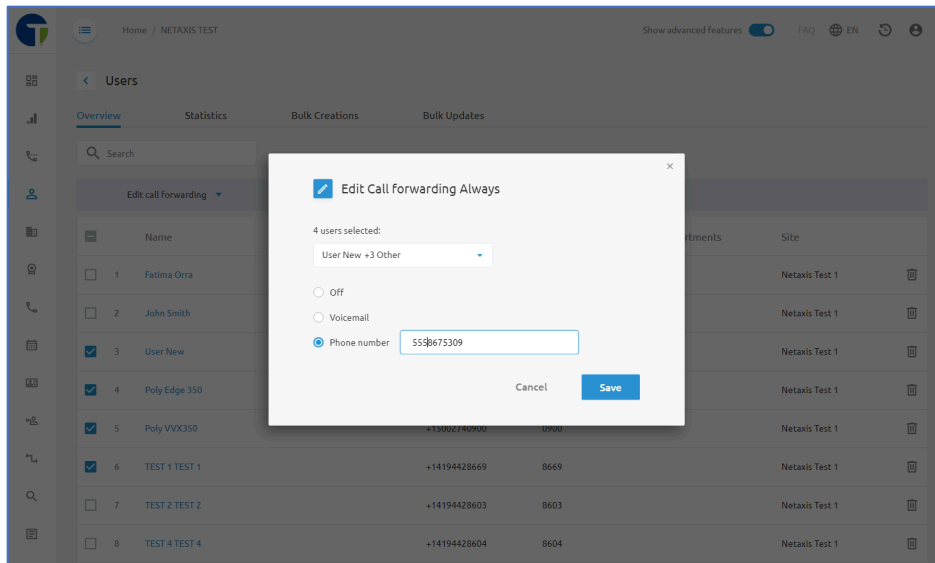 Home / NETAXIS TEST
Show advanced features
FAQ
EN
Users
Overview
Statistics
Bulk Creations
Bulk Updates
Search
Edit call forwarding
Edit Call forwarding Always
4 users selected:
User New +3 Other
Off
Voicemail
Phone number 5558675309
Cancel
Save
Name
rtments
Site
1 Fatima Orra Netaxis Test 1
2 John Smith Netaxis Test 1
3 User New Netaxis Test 1
4 Poly Edge 350 Netaxis Test 1
5 Poly VVX350 +15002740900 0900 Netaxis Test 1
6 TEST 1 TEST 1 +14194428669 8669 Netaxis Test 1
7 TEST 2 TEST 2 +14194428603 8603 Netaxis Test 1
8 TEST 4 TEST 4 +14194428604 8604 Netaxis Test 1